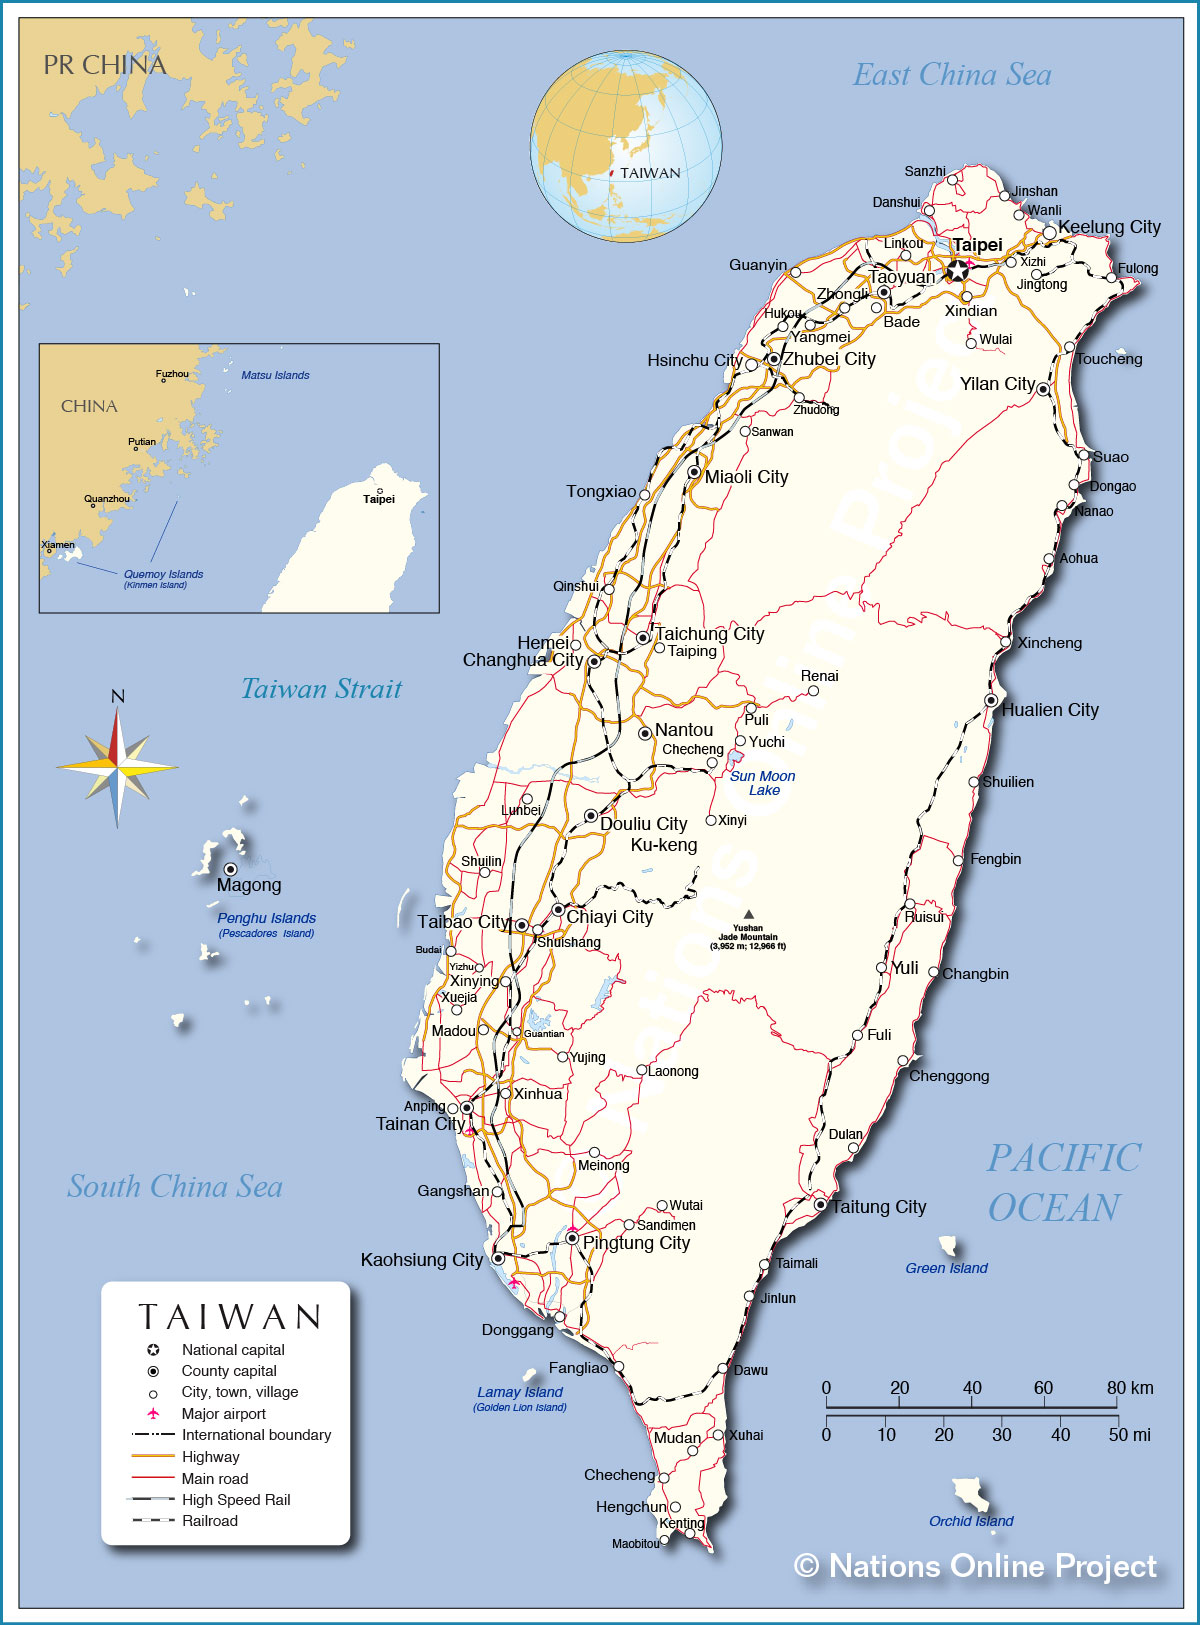 PR CHINA
East China Sea
TAIWAN
Sanzhi
Jinshan
Danshui
Wanli
Keelung City
Linkou
Taipei
Guanyin
Xizhi
Fulong
Taoyuan
Jingtong
Zhongli
Hukou
Bade
Xindian
Yangmei
Wulai
Hsinchu City
Zhubei City
Toucheng
Yilan City
Zhudong
Sanwan
Suao
Miaoli City
Tongxiao
Dongao
Nanao
Aohua
Qinshui
Hemei
Taichung City
Xincheng
Changhua City
Taiping
Renai
Hualien City
Puli
Nantou
Yuchi
Checheng
Sun Moon
Lake
Shuilien
Lunbei
Douliu City
Xinyi
Ku-keng
Fengbin
Shuilin
Chiayi City
Ruisui
Taibao City
Yushan
Jade Mountain
(3,952 m; 12,966 ft)
Shuishang
Budai
Yizhu
Yuli
Changbin
Xinying
Xuejia
Madou
Guantian
Fuli
Yujing
Laonong
Chenggong
Xinhua
Anping
Tainan City
Dulan
Meinong
Gangshan
Wutai
Taitung City
Sandimen
Pingtung City
Kaohsiung City
Taimali
Jinlun
Donggang
Fangliao
Dawu
Xuhai
Mudan
Checheng
Hengchun
Kenting
Maobitou
Fuzhou
Matsu Islands
CHINA
Putian
Quanzhou
Taipei
Xiamen
Quemoy Islands
(Kinmen Island)
Taiwan Strait
N
Magong
Penghu Islands
(Pescadores Island)
South China Sea
PACIFIC
OCEAN
Green Island
Lamay Island
(Golden Lion Island)
Orchid Island
TAIWAN
National capital
County capital
City, town, village
Major airport
International boundary
Highway
Main road
High Speed Rail
Railroad
0 20 40 60 80 km
0 10 20 30 40 50 mi
Nations Online Project
© Nations Online Project